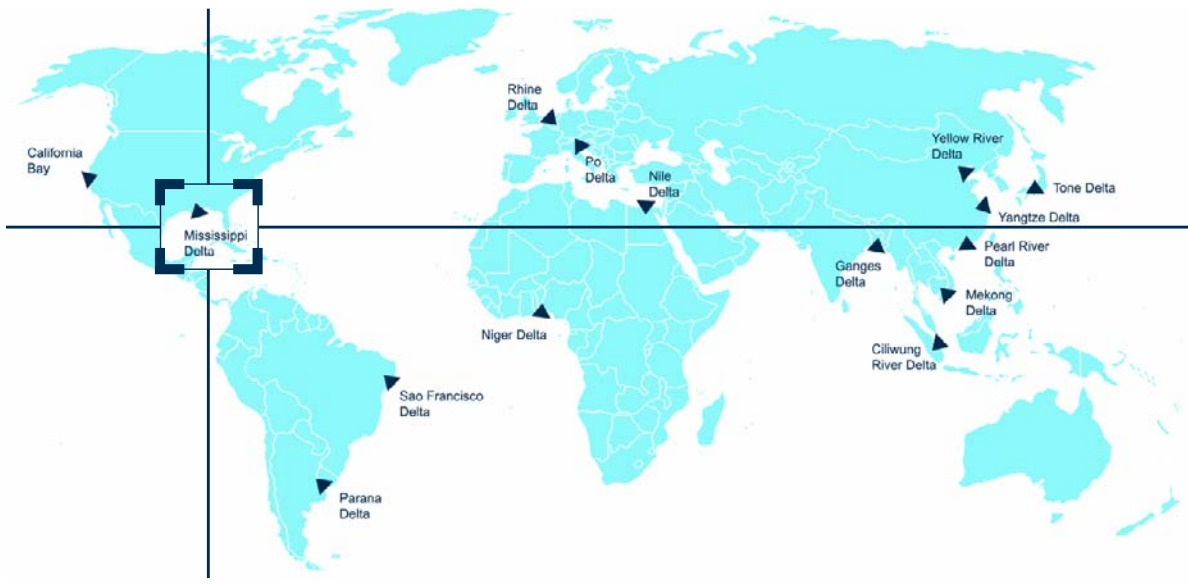 Rhine
Delta
Yellow River
Delta
California
Bay
Po
Delta
Nile
Delta
Tone Delta
Yangtze Delta
Mississippi
Delta
Pearl River
Delta
Ganges
Delta
Mekong
Delta
Niger Delta
Ciliwung
River Delta
Sao Francisco
Delta
Parana
Delta